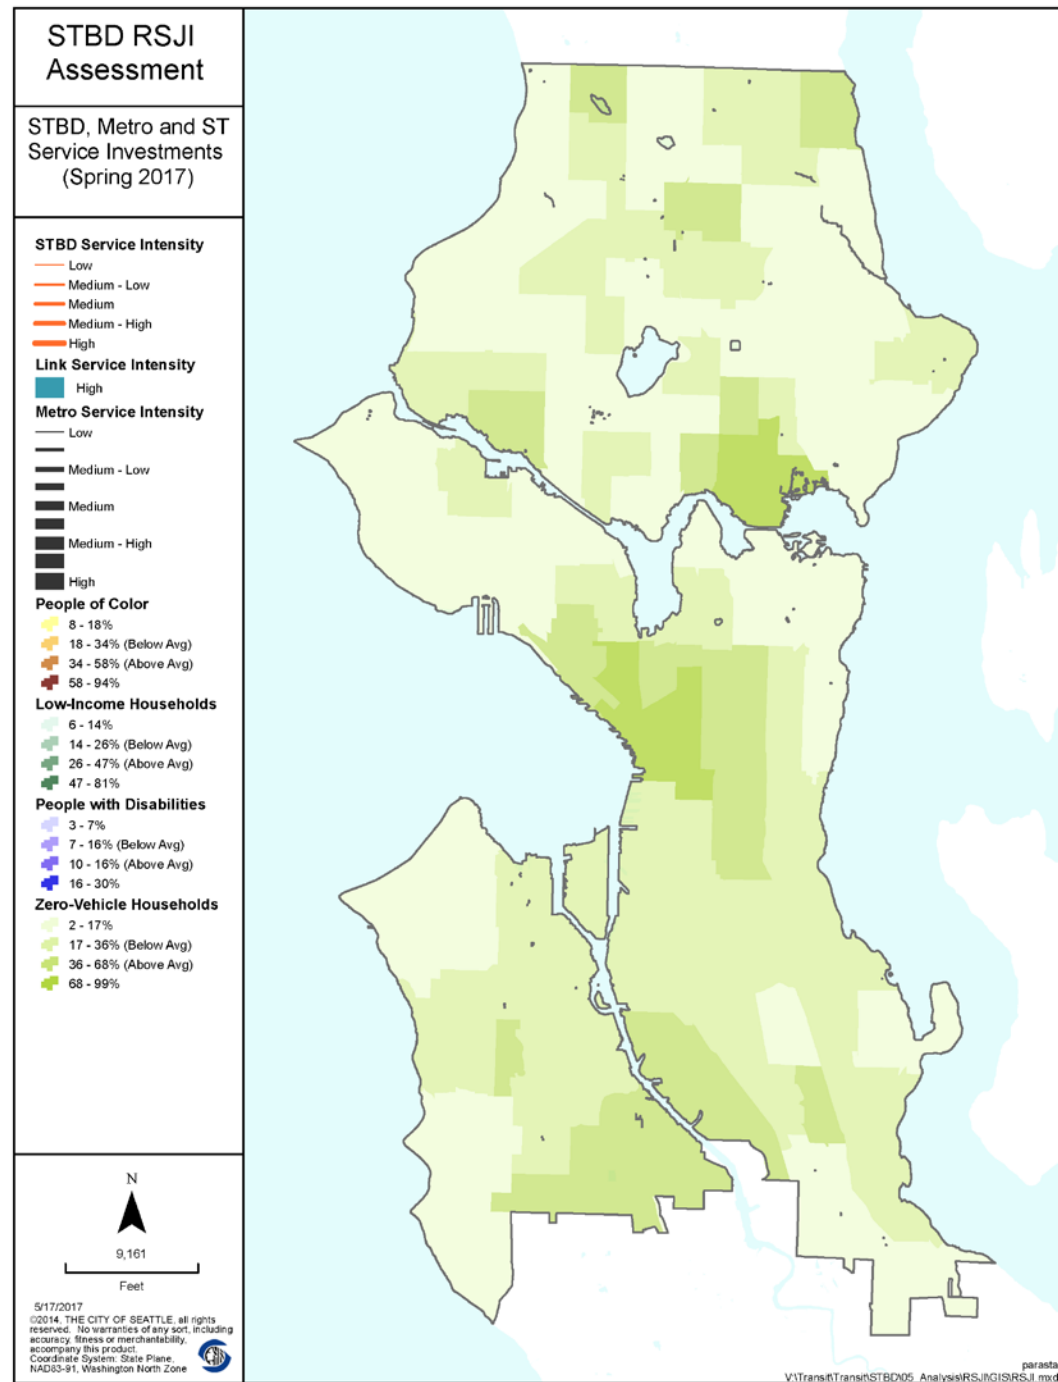 STBD RSJI
Assessment
STBD, Metro and ST
Service Investments
(Spring 2017)
STBD Service Intensity
Low
Medium - Low
Medium
Medium - High
High
Link Service Intensity
High
Metro Service Intensity
Low
Medium - Low
Medium
Medium - High
High
People of Color
8 - 18%
18 - 34% (Below Avg)
34 - 58% (Above Avg)
58 - 94%
Low-Income Households
6 - 14%
14 - 26% (Below Avg)
26 - 47% (Above Avg)
47 - 81%
People with Disabilities
3 - 7%
7 - 16% (Below Avg)
10 - 16% (Above Avg)
16 - 30%
Zero-Vehicle Households
2 - 17%
17 - 36% (Below Avg)
36 - 68% (Above Avg)
68 - 99%
N
9,161
Feet
5/17/2017
©2014, THE CITY OF SEATTLE, all rights
reserved. No warranties of any sort, including
accuracy, fitness or merchantability,
accompany this product.
Coordinate System: State Plane,
NAD83-91, Washington North Zone
parasta
V:\Transit\Transit\STBD\05_Analysis\RSJI\GIS\RSJI.mxd